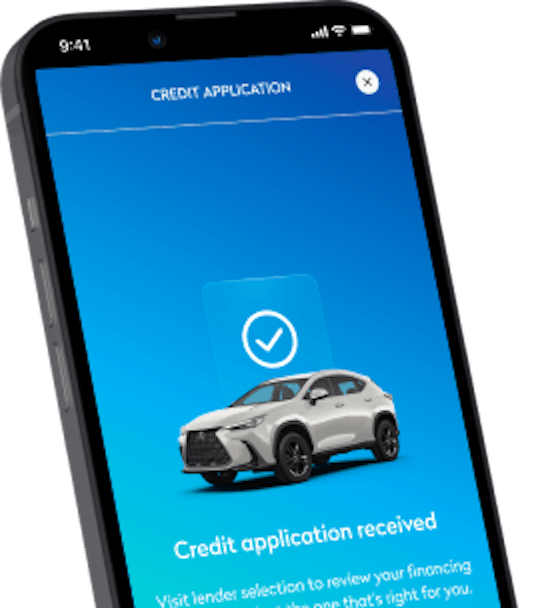 9:41
CREDIT APPLICATION
Credit application received
Visit lender selection to review your financing
the one that's right for you.